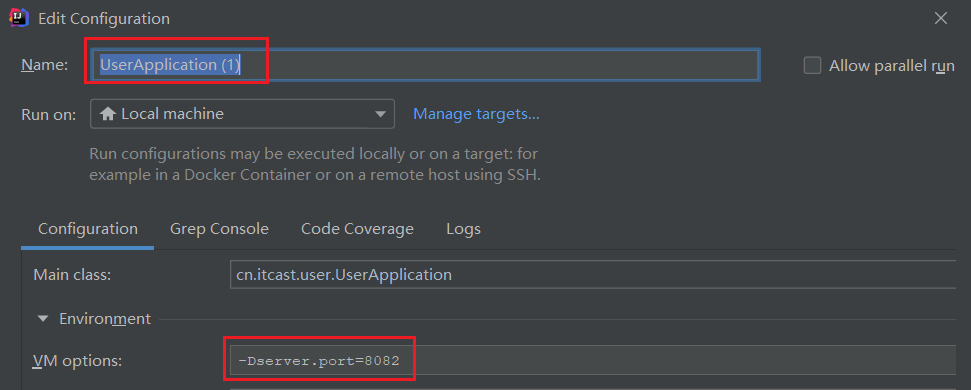 Edit Configuration
Name: UserApplication (1) Allow parallel run
Run on: Local machine Manage targets...
Run configurations may be executed locally or on a target: for
example in a Docker Container or on a remote host using SSH.
Configuration Grep Console Code Coverage Logs
Main class: cn.itcast.user.UserApplication
Environment
VM options: -Dserver.port=8082